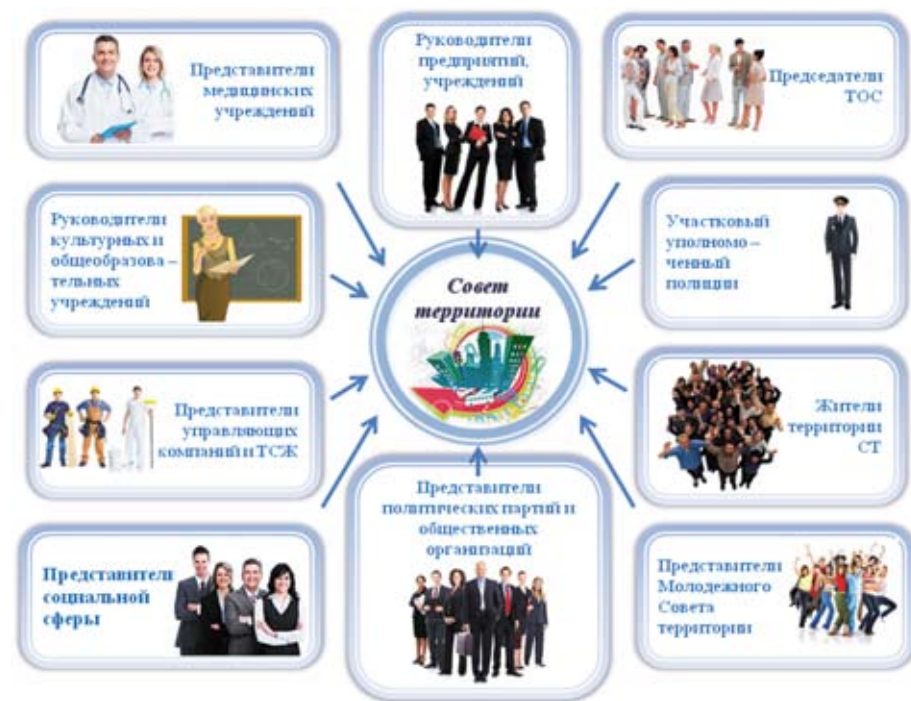 Представители
медицинских
учреждений
Руководители
предприятий,
учреждений
Председатели
ТОС
Руководители
культурных и
общеобразова –
тельных
учреждений
Совет
территории
Участковый
уполномо –
ченный
полиции
Представители
управляющих
компаний и ТСЖ
Жители
территории
СТ
Представители
социальной
сферы
Представители
политических партий и
общественных
организаций
Представители
Молодежного
Совета
территории